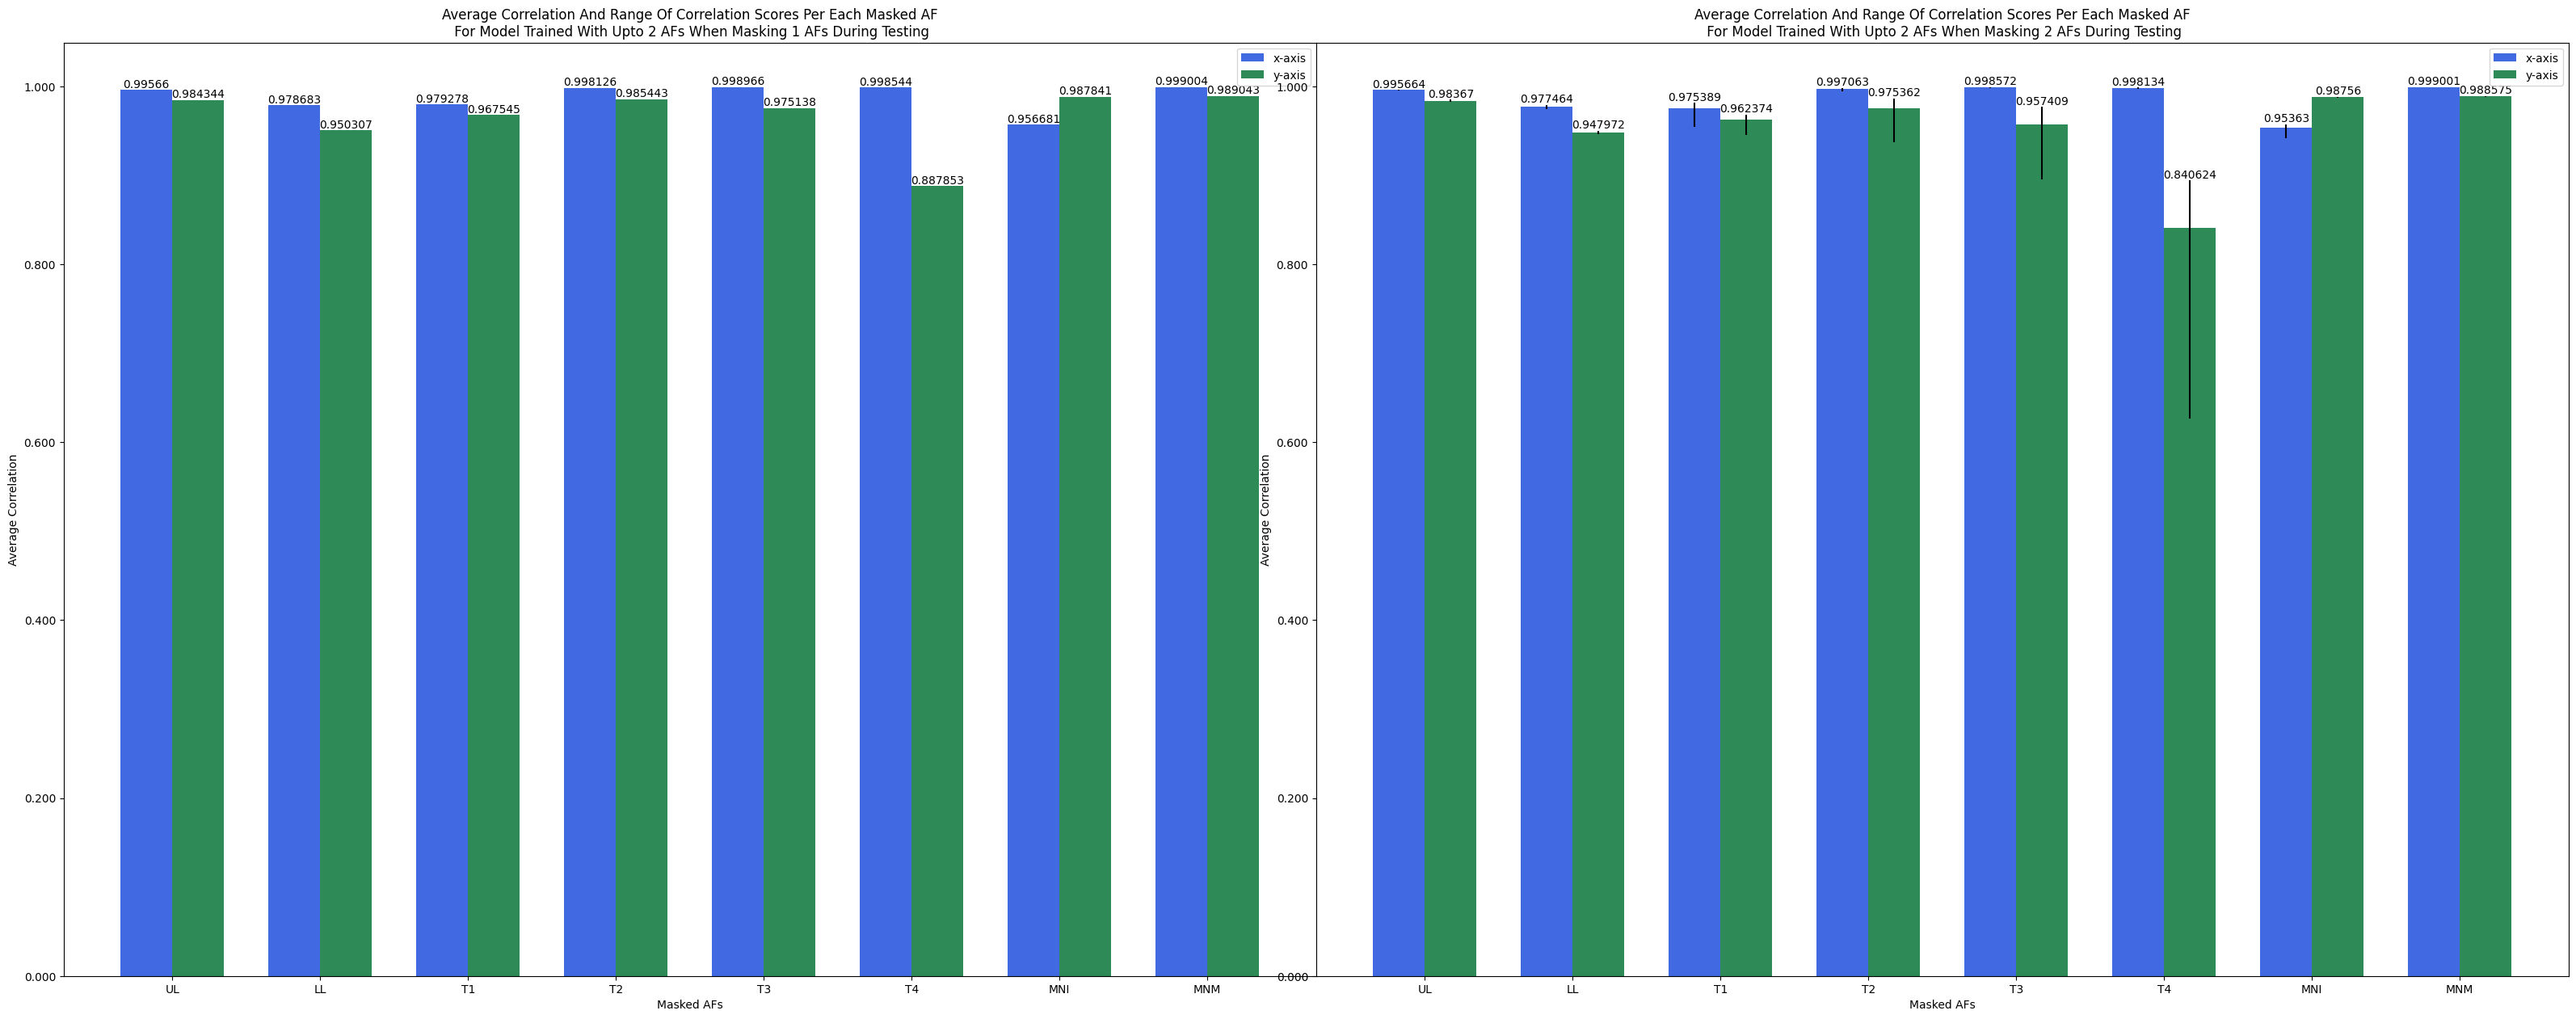 Average Correlation And Range Of Correlation Scores Per Each Masked AF
For Model Trained With Upto 2 AFs When Masking 1 AFs During Testing
x-axis
y-axis
1.000
0.800
0.600
0.400
0.200
0.000
Average Correlation
0.99566
0.984344
0.978683
0.950307
0.979278
0.967545
0.998126
0.985443
0.998966
0.975138
0.998544
0.887853
0.956681
0.987841
0.999004
0.989043
UL
LL
T1
T2
T3
T4
MNI
MNM
Masked AFs
Average Correlation And Range Of Correlation Scores Per Each Masked AF
For Model Trained With Upto 2 AFs When Masking 2 AFs During Testing
x-axis
y-axis
1.000
0.800
0.600
0.400
0.200
0.000
Average Correlation
0.995664
0.98367
0.977464
0.947972
0.975389
0.962374
0.997063
0.975362
0.998572
0.957409
0.998134
0.840624
0.95363
0.98756
0.999001
0.988575
UL
LL
T1
T2
T3
T4
MNI
MNM
Masked AFs